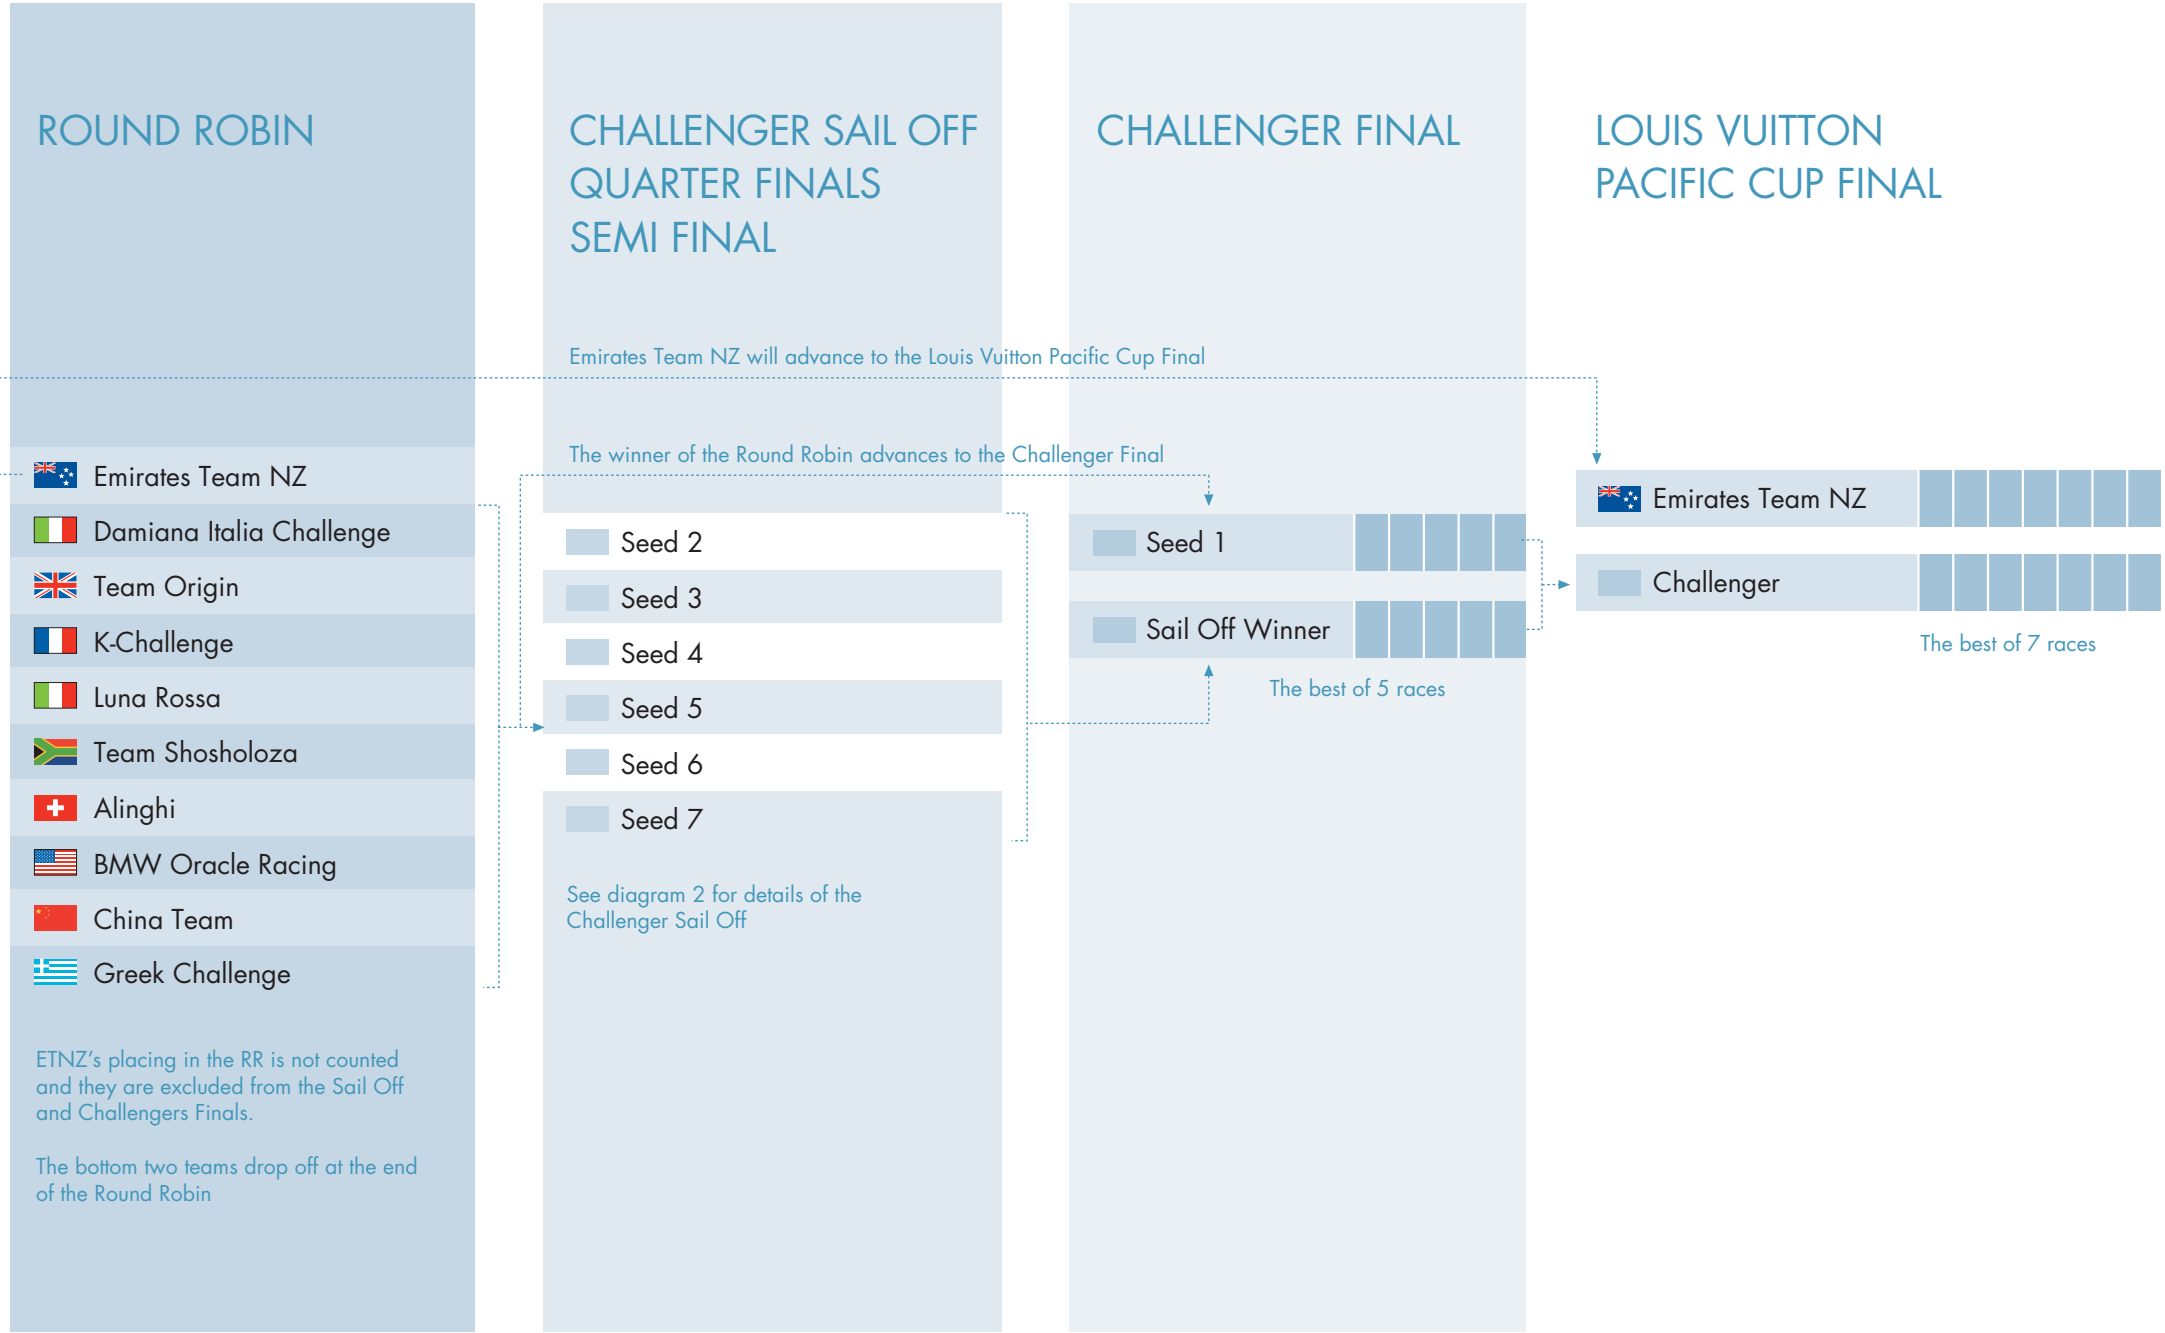 ROUND ROBIN
Emirates Team NZ
Damiana Italia Challenge
Team Origin
K-Challenge
Luna Rossa
Team Shosholoza
Alinghi
BMW Oracle Racing
China Team
Greek Challenge
ETNZ’s placing in the RR is not counted
and they are excluded from the Sail Off
and Challengers Finals.
The bottom two teams drop off at the end
of the Round Robin
CHALLENGER SAIL OFF
QUARTER FINALS
SEMI FINAL
Emirates Team NZ will advance to the Louis Vuitton Pacific Cup Final
The winner of the Round Robin advances to the Challenger Final
Seed 2
Seed 3
Seed 4
Seed 5
Seed 6
Seed 7
See diagram 2 for details of the
Challenger Sail Off
CHALLENGER FINAL
Seed 1
Sail Off Winner
The best of 5 races
LOUIS VUITTON
PACIFIC CUP FINAL
Emirates Team NZ
Challenger
The best of 7 races